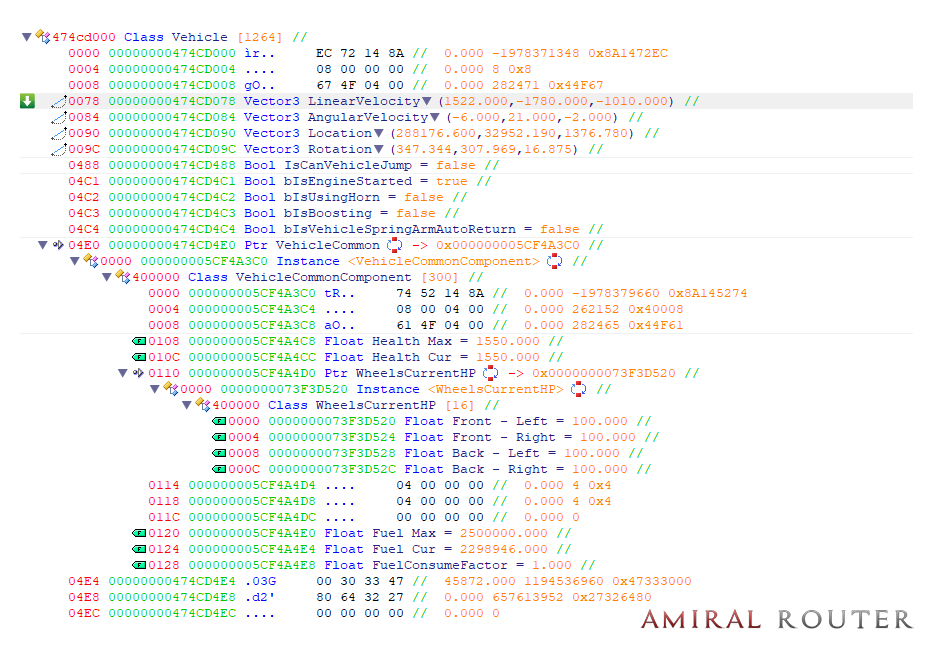 474cd000 Class Vehicle [1264] //
0000 00000000474CD000 ìr.. EC 72 14 8A // 0.000 -1978371348 0x8A1472EC
0004 00000000474CD004 .... 08 00 00 00 // 0.000 8 0x8
0008 00000000474CD008 gO.. 67 4F 04 00 // 0.000 282471 0x44F67
0078 00000000474CD078 Vector3 LinearVelocity (1522.000,-1780.000,-1010.000) //
0084 00000000474CD084 Vector3 AngularVelocity (-6.000,21.000,-2.000) //
0090 00000000474CD090 Vector3 Location (288176.600,32952.190,1376.780) //
009C 00000000474CD09C Vector3 Rotation (347.344,307.969,16.875) //
0488 00000000474CD488 Bool IsCanVehicleJump = false //
04C1 00000000474CD4C1 Bool bIsEngineStarted = true //
04C2 00000000474CD4C2 Bool bIsUsingHorn = false //
04C3 00000000474CD4C3 Bool bIsBoosting = false //
04C4 00000000474CD4C4 Bool bIsVehicleSpringArmAutoReturn = false //
04E0 00000000474CD4E0 Ptr VehicleCommon -> 0x000000005CF4A3C0 //
0000 000000005CF4A3C0 Instance <VehicleCommonComponent> //
400000 Class VehicleCommonComponent [300] //
0000 000000005CF4A3C0 tR.. 74 52 14 8A // 0.000 -1978379660 0x8A145274
0004 000000005CF4A3C4 .... 08 00 04 00 // 0.000 262152 0x40008
0008 000000005CF4A3C8 aO.. 61 4F 04 00 // 0.000 282465 0x44F61
0108 000000005CF4A4C8 Float Health Max = 1550.000 //
010C 000000005CF4A4CC Float Health Cur = 1550.000 //
0110 000000005CF4A4D0 Ptr WheelsCurrentHP -> 0x0000000073F3D520 //
0000 0000000073F3D520 Instance <WheelsCurrentHP> //
400000 Class WheelsCurrentHP [16] //
0000 0000000073F3D520 Float Front - Left = 100.000 //
0004 0000000073F3D524 Float Front - Right = 100.000 //
0008 0000000073F3D528 Float Back - Left = 100.000 //
000C 0000000073F3D52C Float Back - Right = 100.000 //
0114 000000005CF4A4D4 .... 04 00 00 00 // 0.000 4 0x4
0118 000000005CF4A4D8 .... 04 00 00 00 // 0.000 4 0x4
011C 000000005CF4A4DC .... 00 00 00 00 // 0.000 0
0120 000000005CF4A4E0 Float Fuel Max = 2500000.000 //
0124 000000005CF4A4E4 Float Fuel Cur = 2298946.000 //
0128 000000005CF4A4E8 Float FuelConsumeFactor = 1.000 //
04E4 00000000474CD4E4 .03G 00 30 33 47 // 45872.000 1194536960 0x47333000
04E8 00000000474CD4E8 .d2' 80 64 32 27 // 0.000 657613952 0x27326480
04EC 00000000474CD4EC .... 00 00 00 00 // 0.000 0
AMIRAL ROUTER